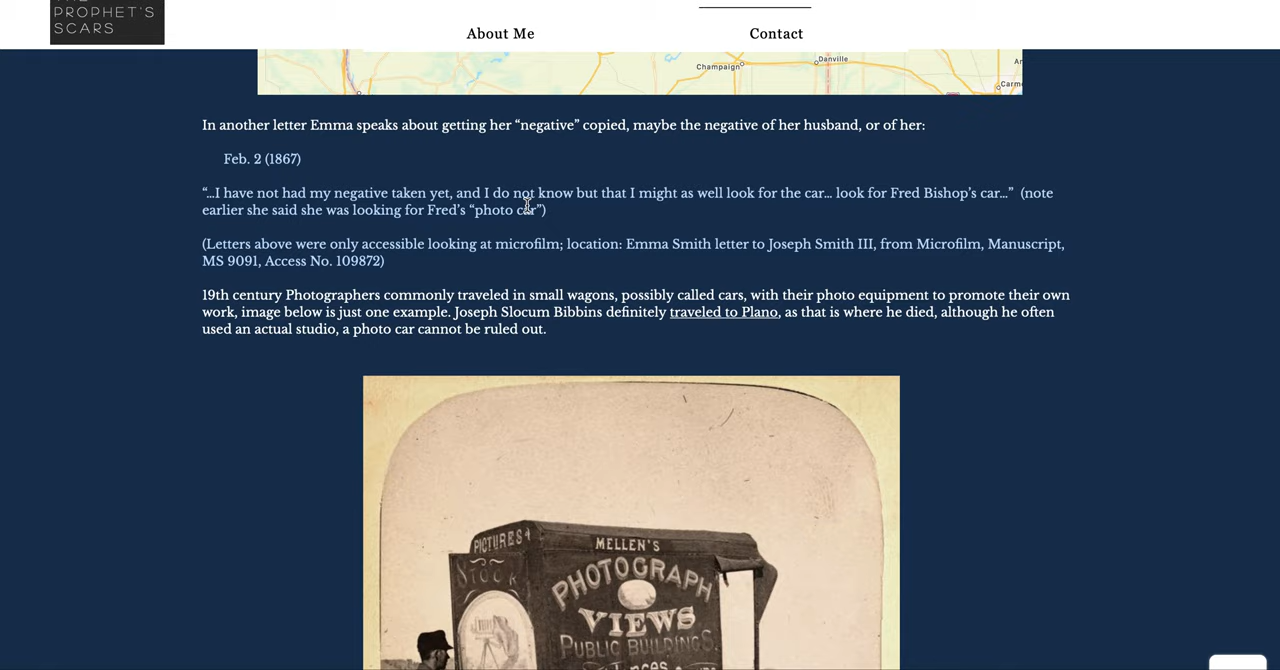 PROPHET'S
SCARS
About Me
Contact
Champaign
Danville
In another letter Emma speaks about getting her “negative” copied, maybe the negative of her husband, or of her:
Feb. 2 (1867)
“…I have not had my negative taken yet, and I do not know but that I might as well look for the car… look for Fred Bishop’s car…” (note
earlier she said she was looking for Fred’s “photo car”)
(Letters above were only accessible looking at microfilm; location: Emma Smith letter to Joseph Smith III, from Microfilm, Manuscript,
MS 9091, Access No. 109872)
19th century Photographers commonly traveled in small wagons, possibly called cars, with their photo equipment to promote their own
work, image below is just one example. Joseph Slocum Bibbins definitely traveled to Plano, as that is where he died, although he often
used an actual studio, a photo car cannot be ruled out.
PICTURES
MELLEN'S
STOCK
PHOTOGRAPH
VIEWS
PUBLIC BUILDINGS